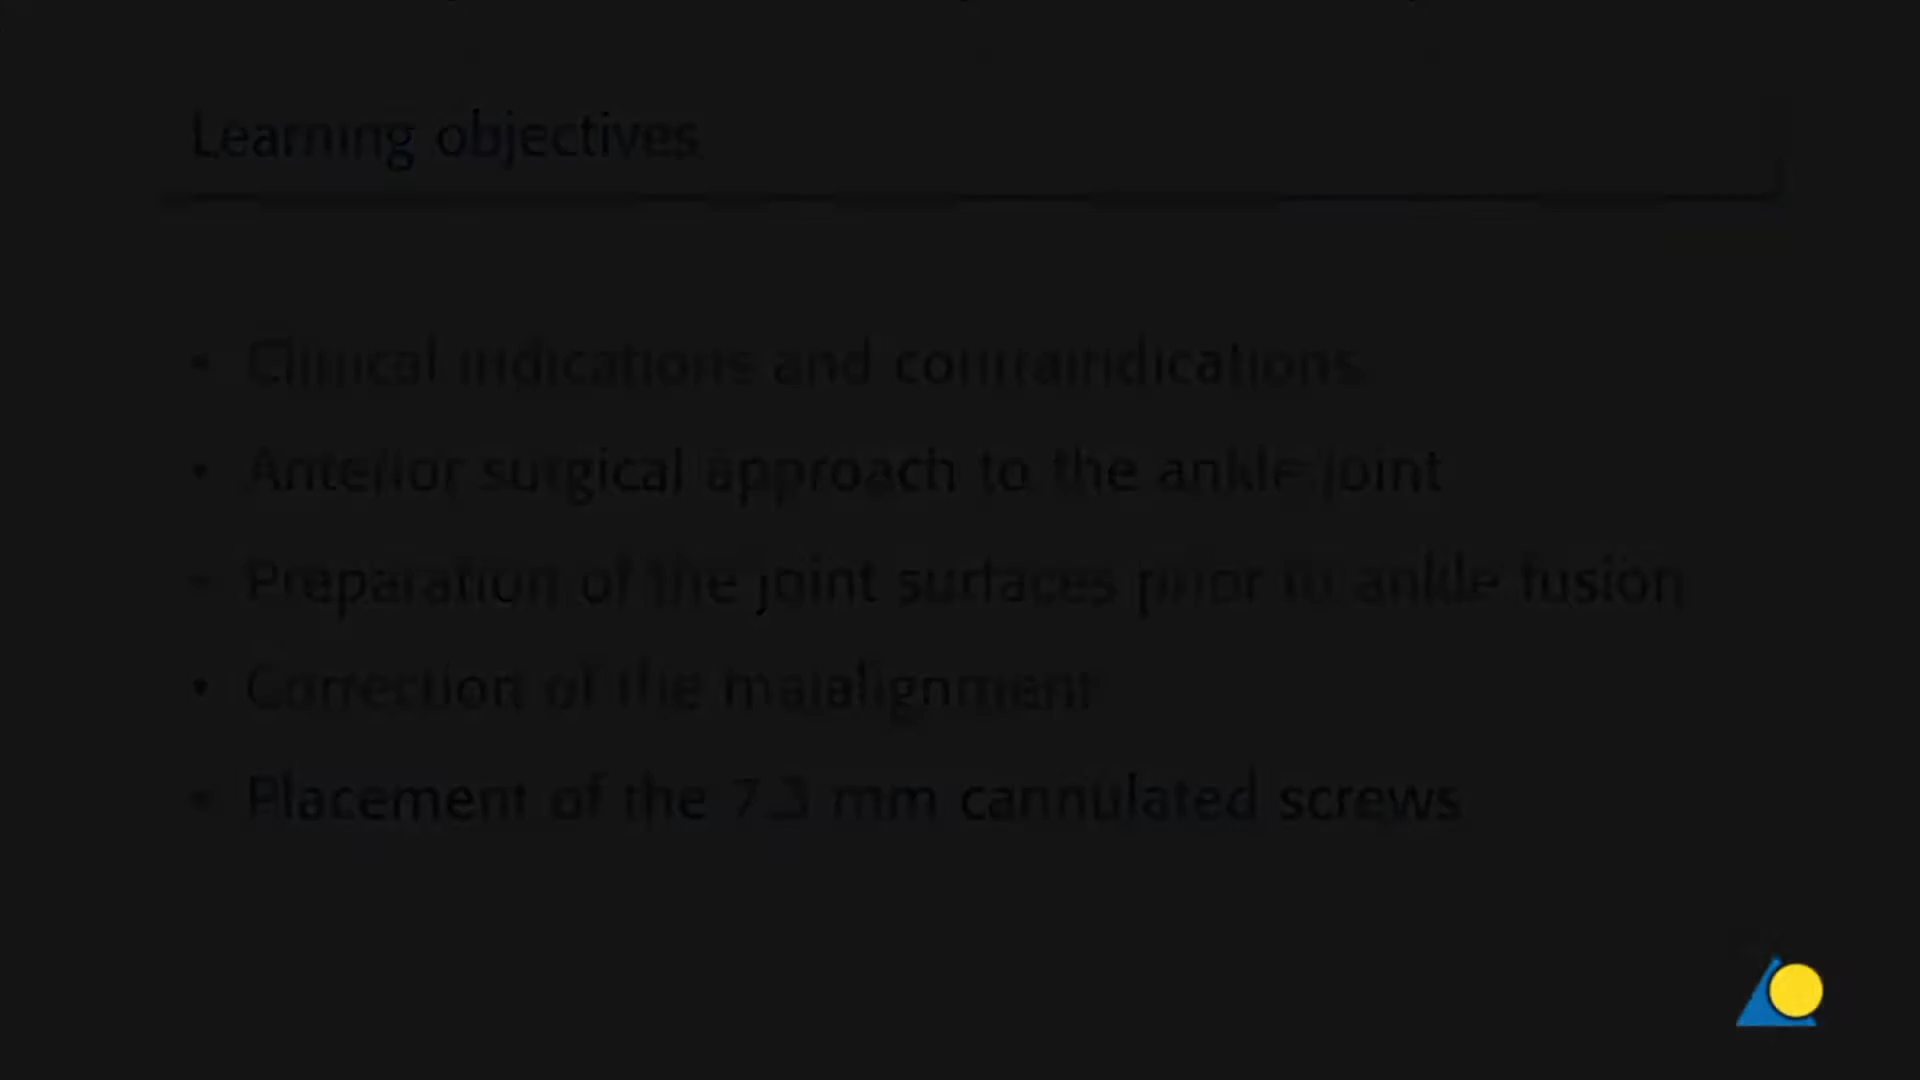 Learning objectives
• Clinical indications and contraindications
• Anterior surgical approach to the ankle joint
• Preparation of the joint surfaces prior to ankle fusion
• Correction of the malalignment
• Placement of the 7.3 mm cannulated screws